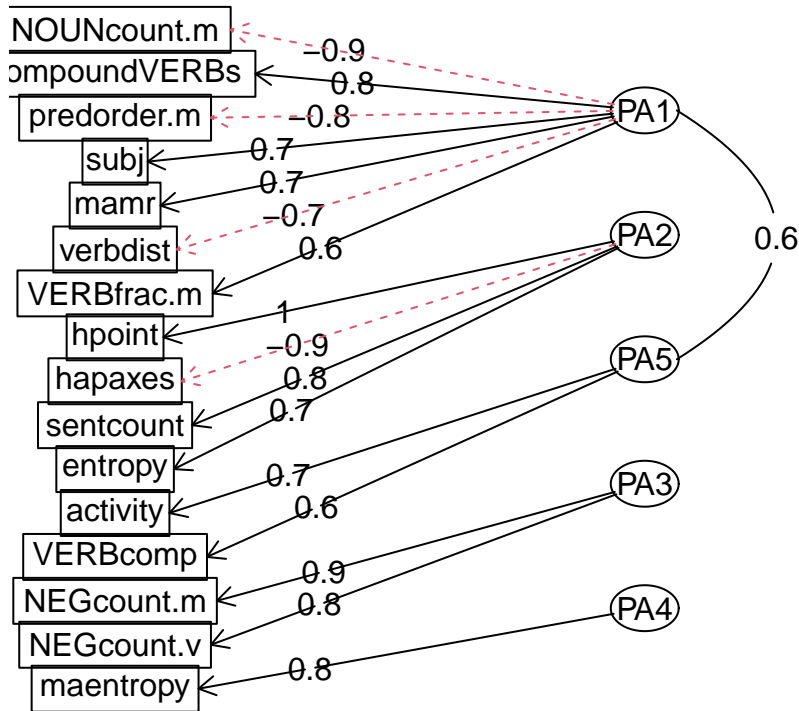 NOUNcount.m
ompoundVERBs
predorder.m
subj
mamr
verbdist
VERBfrac.m
hpoint
hapaxes
sentcount
entropy
activity
VERBcomp
NEGcount.m
NEGcount.v
maentropy
−0.9
0.8
−0.8
0.7
0.7
−0.7
0.6
1
−0.9
0.8
0.7
0.7
0.6
0.9
0.8
0.8
PA1
PA2
PA5
PA3
PA4
0.6